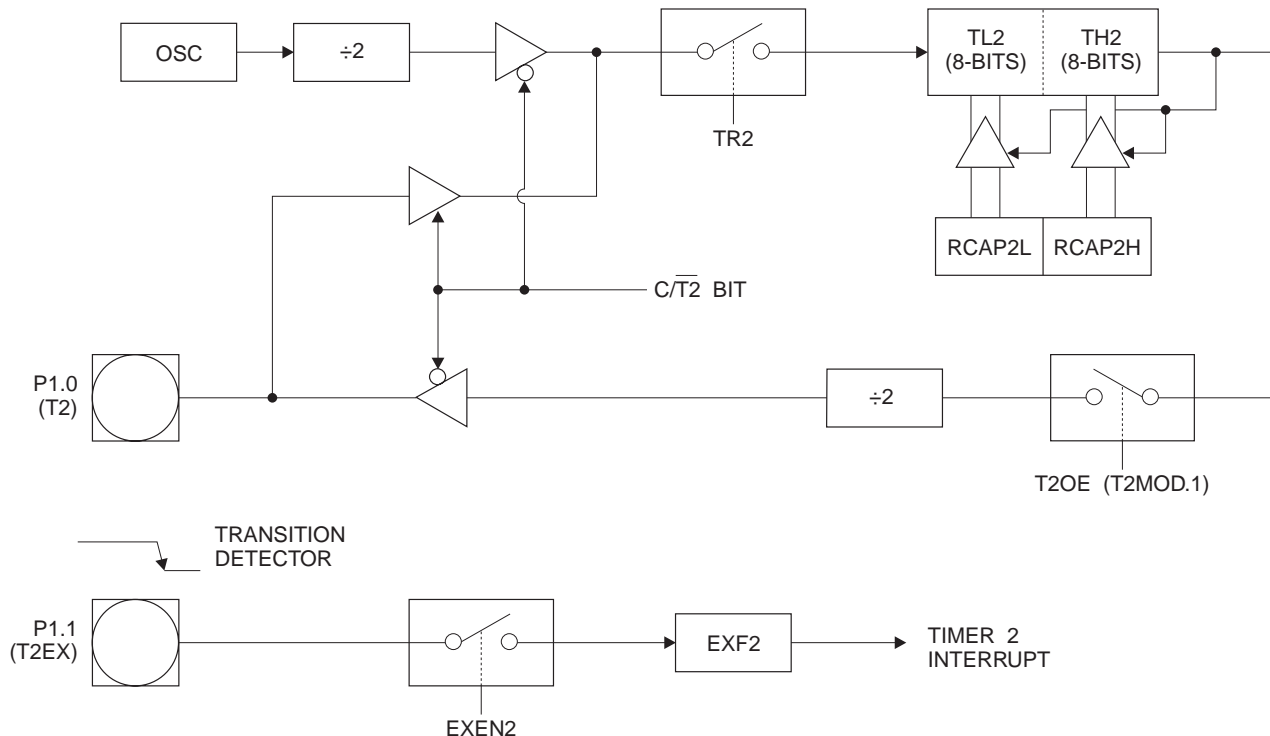 OSC
÷2
TR2
TL2
(8-BITS)
TH2
(8-BITS)
RCAP2L
RCAP2H
C/T2̅ BIT
P1.0
(T2)
÷2
T2OE (T2MOD.1)
TRANSITION
DETECTOR
P1.1
(T2EX)
EXEN2
EXF2
TIMER 2
INTERRUPT